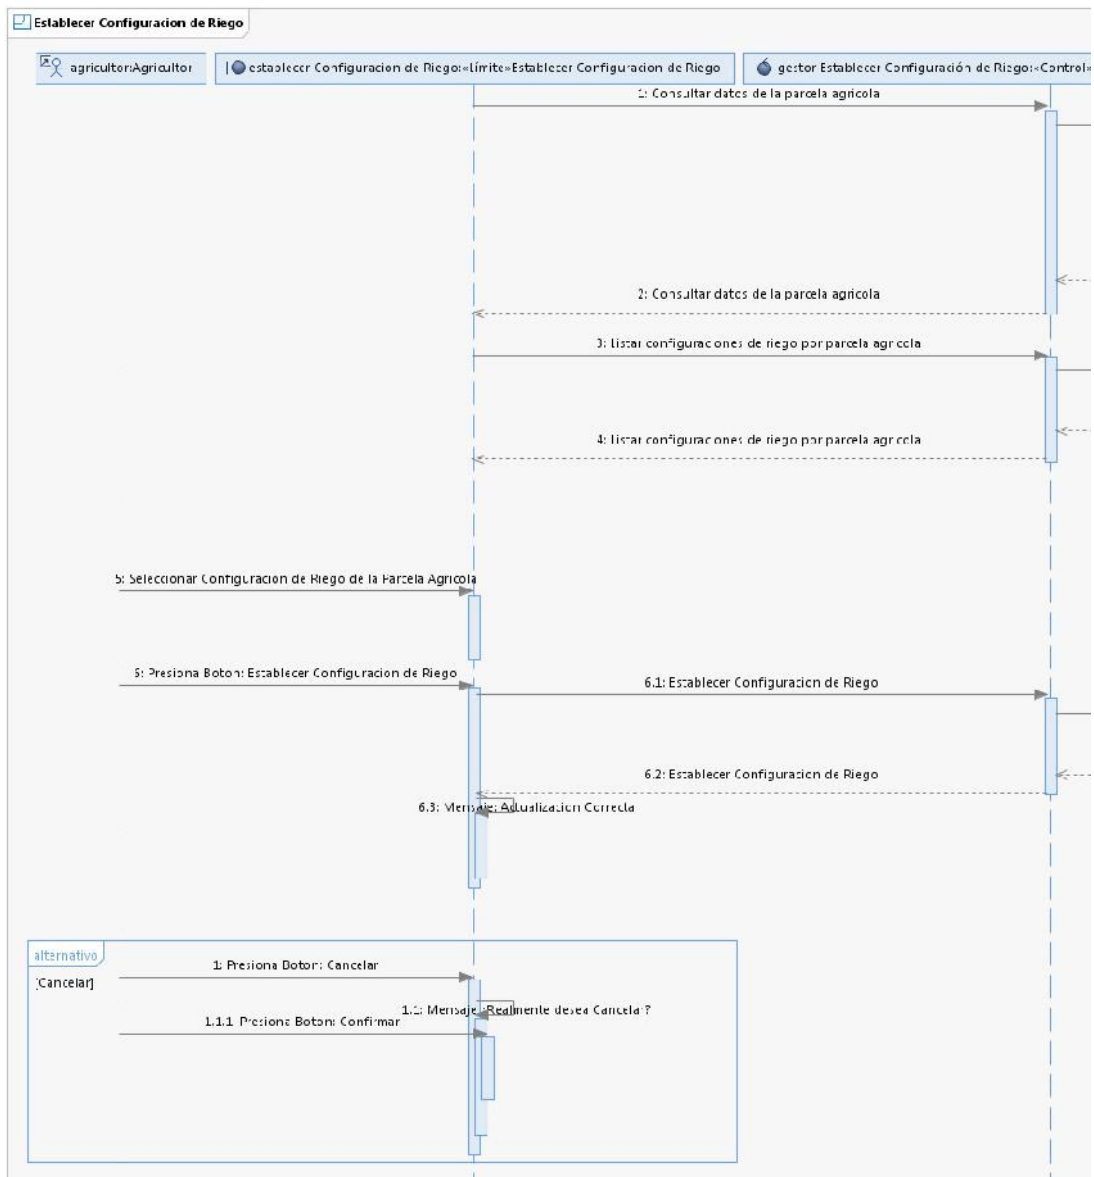 Establecer Configuracion de Riego
agricultor:Agricultor
establecer Configuracion de Riego:«Límite»Establecer Configuracion de Riego
gestor Establecer Configuración de Riego:«Control»
1: Consultar datos de la parcela agricola
2: Consultar datos de la parcela agricola
3: Listar configuraciones de riego por parcela agricola
4: Listar configuraciones de riego por parcela agricola
5: Seleccionar Configuracion de Riego de la Parcela Agricola
6: Presiona Boton: Establecer Configuracion de Riego
6.1: Establecer Configuracion de Riego
6.2: Establecer Configuracion de Riego
6.3: Mensaje: Actualizacion Correcta
alternativo
[Cancelar]
1: Presiona Boton: Cancelar
1.1: Mensaje: ¿Realmente desea Cancelar?
1.1.1: Presiona Boton: Confirmar